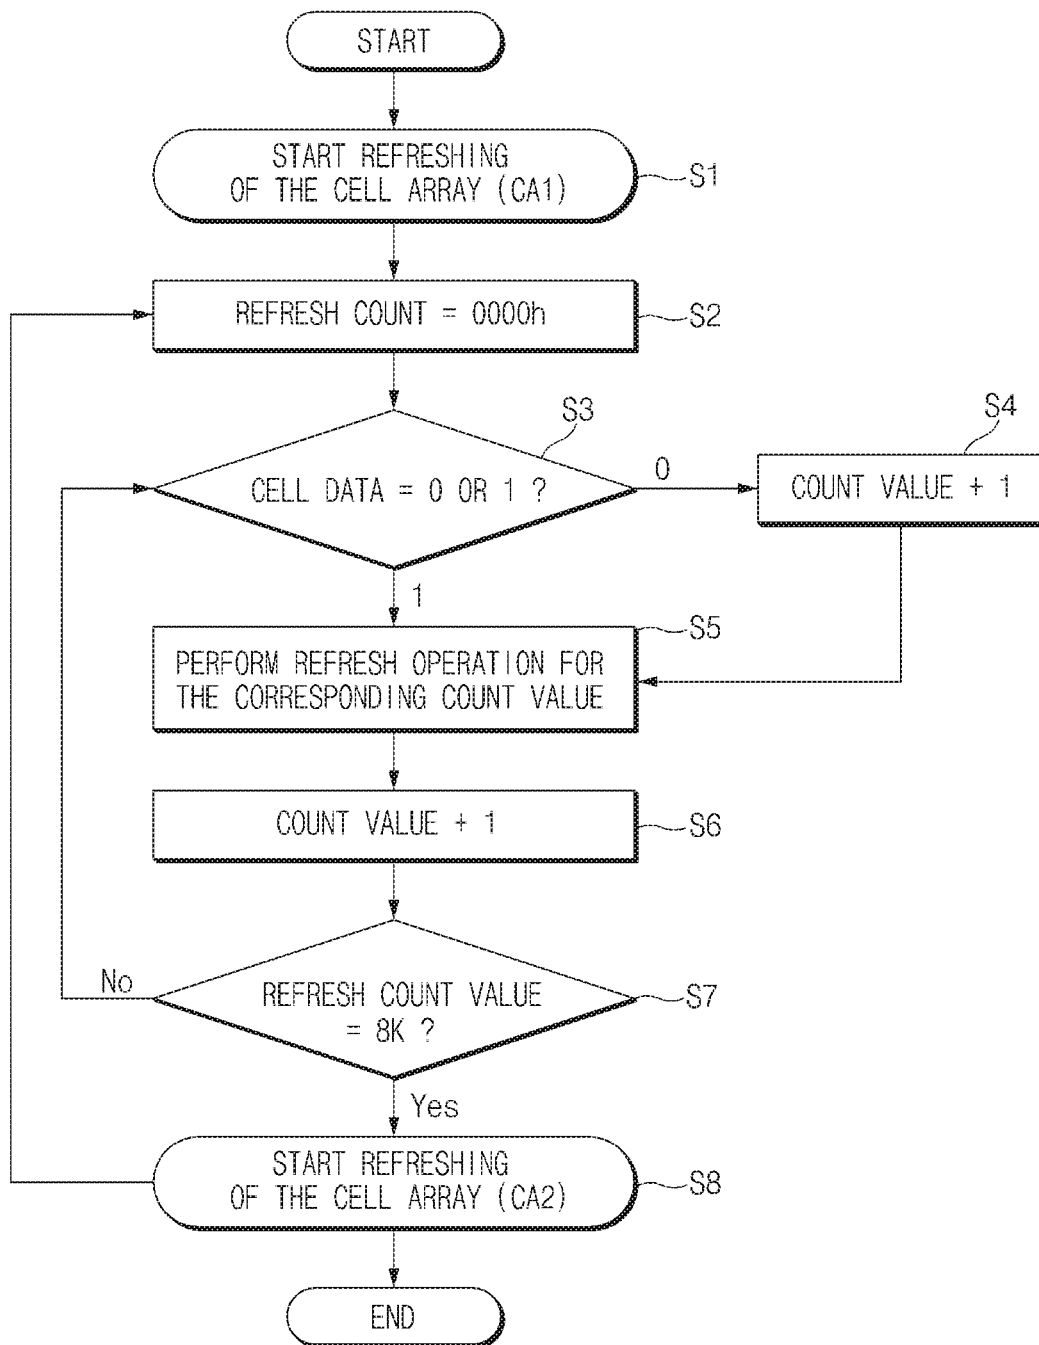 START
START REFRESHING
OF THE CELL ARRAY (CA1)
S1
REFRESH COUNT = 0000h
S2
S3
CELL DATA = 0 OR 1 ?
0
S4
COUNT VALUE + 1
1
S5
PERFORM REFRESH OPERATION FOR
THE CORRESPONDING COUNT VALUE
COUNT VALUE + 1
S6
No
REFRESH COUNT VALUE
= 8K ?
S7
Yes
START REFRESHING
OF THE CELL ARRAY (CA2)
S8
END